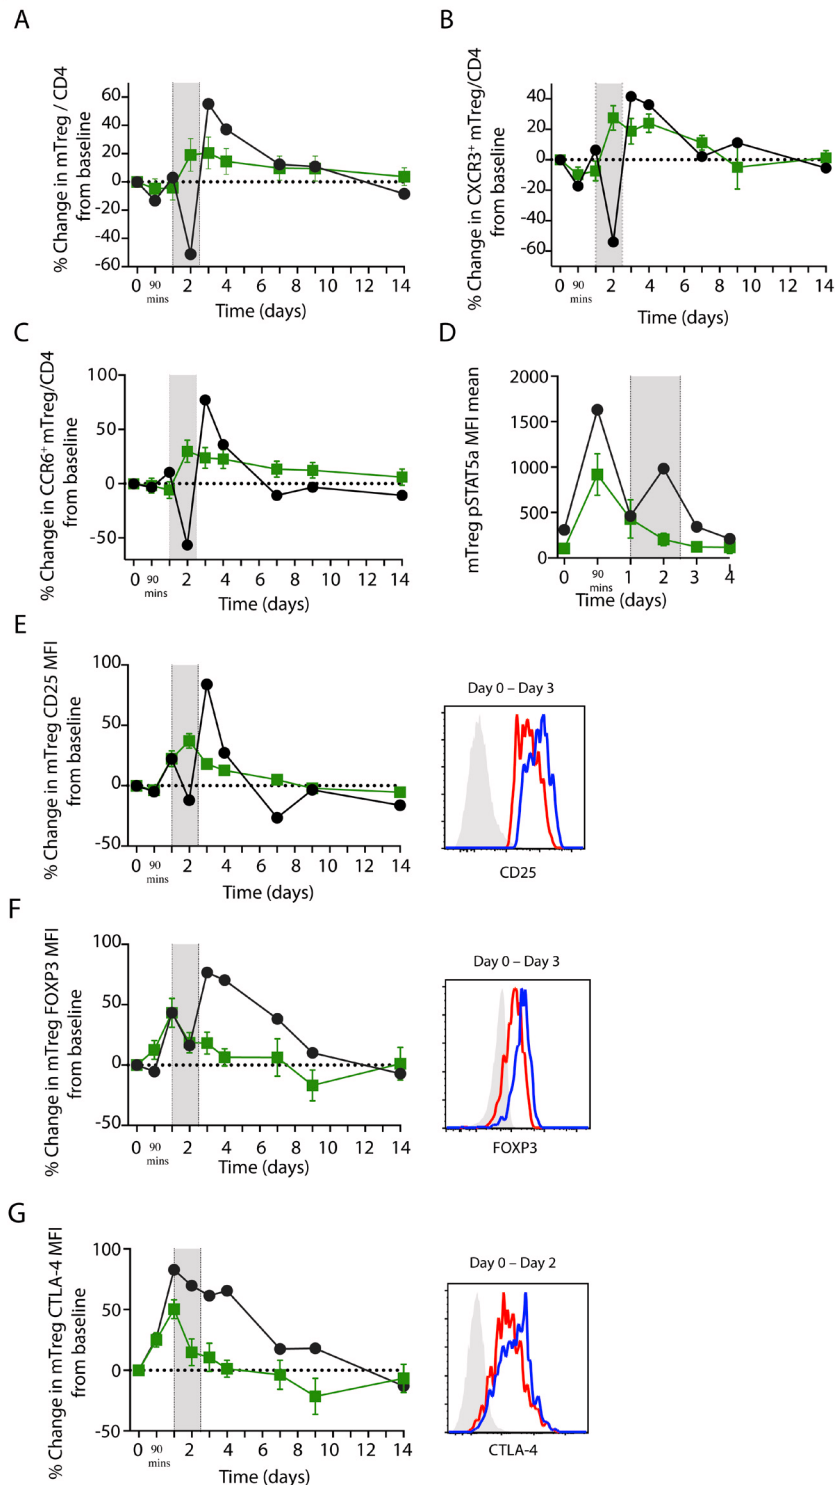 A
% Change in mTreg / CD4
from baseline
60
40
20
0
-20
-40
-60
0
90
mins
2
4
6
8
10
12
14
Time (days)
B
% Change in CXCR3⁺ mTreg/CD4
from baseline
40
20
0
-20
-40
-60
0
90
mins
2
4
6
8
10
12
14
Time (days)
C
% Change in CCR6⁺ mTreg/CD4
from baseline
100
50
0
-50
0
90
mins
2
4
6
8
10
12
14
Time (days)
D
mTreg pSTAT5a MFI mean
2000
1500
1000
500
0
0
90
mins
1
2
3
4
Time (days)
E
% Change in mTreg CD25 MFI
from baseline
100
50
0
-50
0
90
mins
2
4
6
8
10
12
14
Time (days)
Day 0 – Day 3
CD25
F
% Change in mTreg FOXP3 MFI
from baseline
100
50
0
-50
0
90
mins
2
4
6
8
10
12
14
Time (days)
Day 0 – Day 3
FOXP3
G
% Change in mTreg CTLA-4 MFI
from baseline
100
50
0
-50
0
90
mins
2
4
6
8
10
12
14
Time (days)
Day 0 – Day 2
CTLA-4